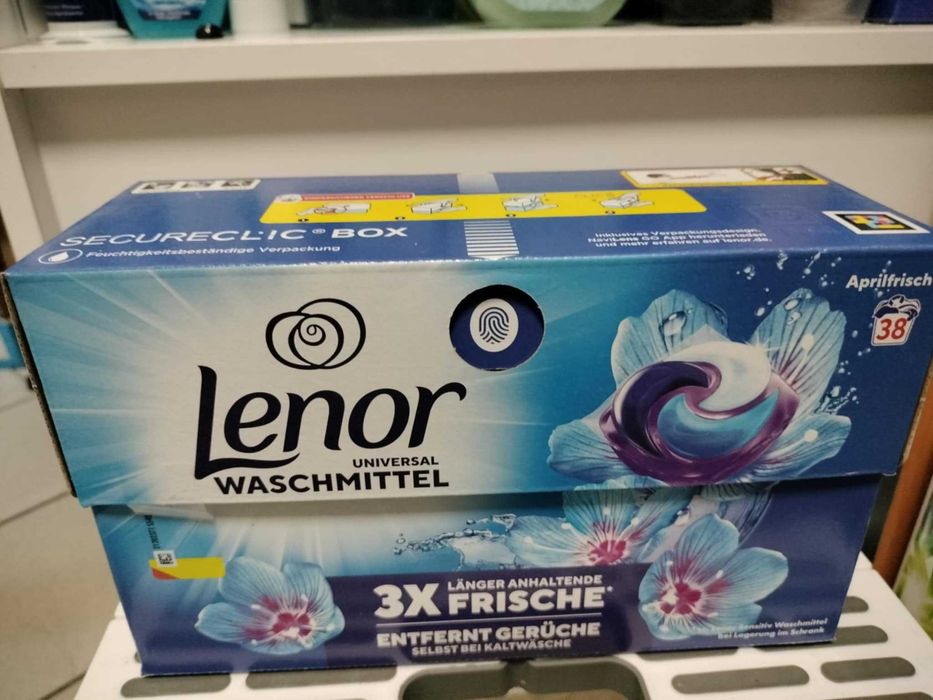 SECURECLIC® BOX
Feuchtigkeitsbeständige Verpackung
Inklusives Verpackungsdesign.
NaviLens GO App herunterladen
und mehr erfahren auf lenor.de.
Aprilfrisch
38
Lenor
UNIVERSAL
WASCHMITTEL
3X LÄNGER ANHALTENDE
FRISCHE*
ENTFERNT GERÜCHE
SELBST BEI KALTWÄSCHE
Sensitiv Waschmittel
bei Lagerung im Schrank